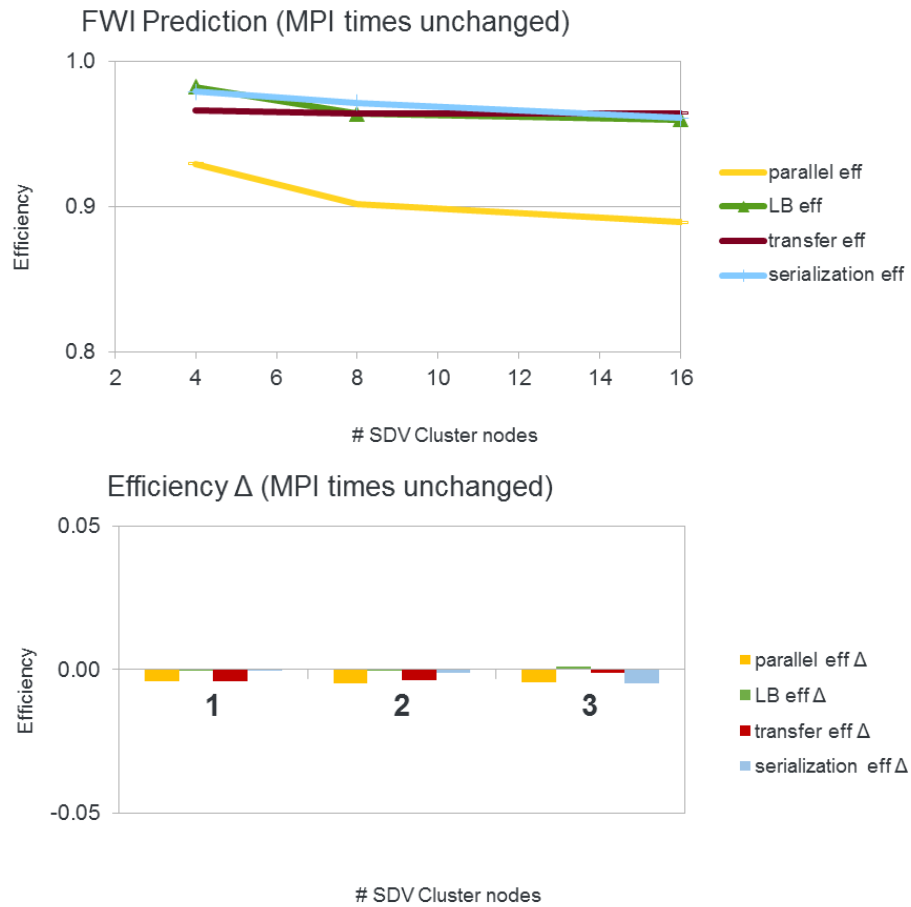 FWI Prediction (MPI times unchanged)
1.0
0.9
0.8
Efficiency
2 4 6 8 10 12 14 16
# SDV Cluster nodes
parallel eff
LB eff
transfer eff
serialization eff
Efficiency Δ (MPI times unchanged)
0.05
0.00
-0.05
Efficiency
1 2 3
# SDV Cluster nodes
parallel eff Δ
LB eff Δ
transfer eff Δ
serialization eff Δ